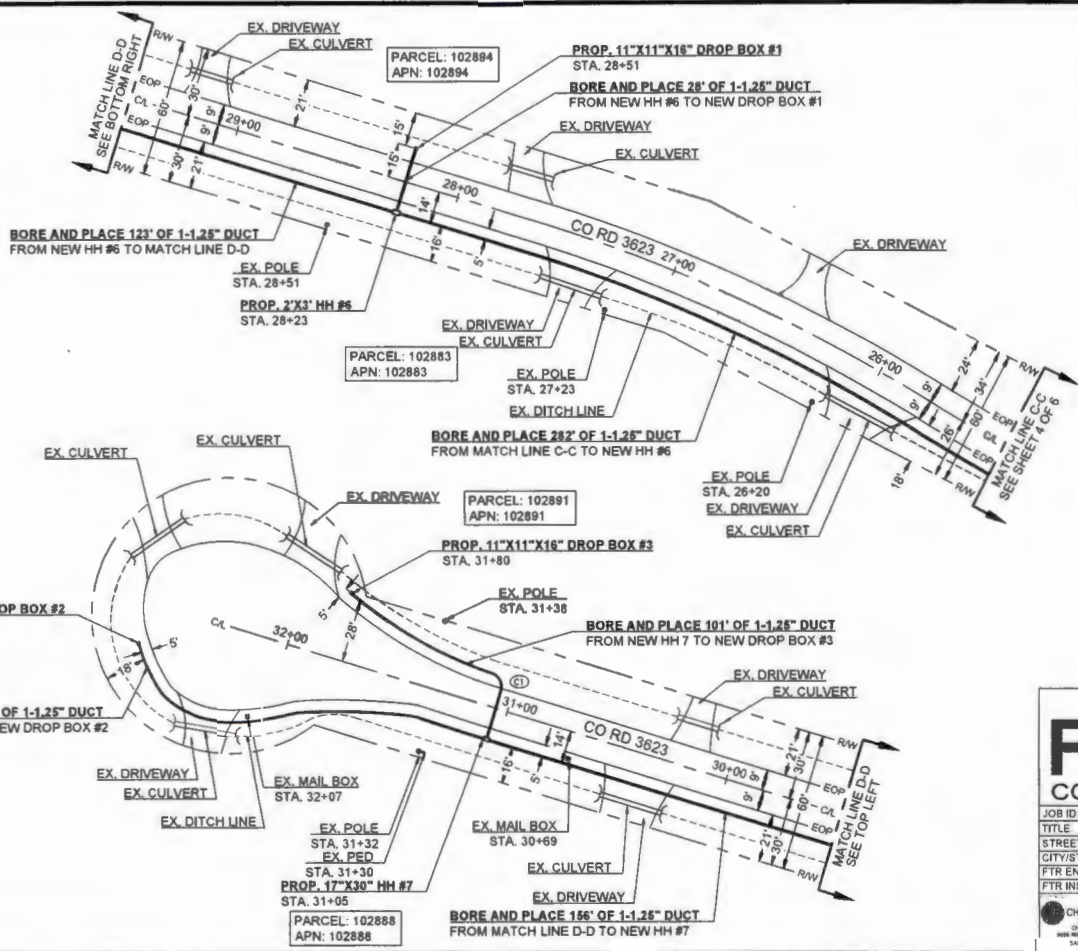 EX. DRIVEWAY
EX. CULVERT
PARCEL: 102894
APN: 102894
PROP. 11"X11"X16" DROP BOX #1
STA. 28+51
BORE AND PLACE 28' OF 1-1.25" DUCT
FROM NEW HH #6 TO NEW DROP BOX #1
EX. DRIVEWAY
EX. CULVERT
EX. DRIVEWAY
MATCH LINE D-D
SEE BOTTOM RIGHT
R/W
EOP
C/L
EOP
R/W
60'
30'
9'
9'
30'
21'
29+00
21'
15'
15'
28+00
14'
16'
5'
CO RD 3623
27+00
26+00
24'
34'
9'
9'
60'
26'
18'
R/W
EOP
C/L
EOP
R/W
MATCH LINE C-C
SEE SHEET 4 OF 6
BORE AND PLACE 123' OF 1-1.25" DUCT
FROM NEW HH #6 TO MATCH LINE D-D
EX. POLE
STA. 28+51
PROP. 2'X3' HH #6
STA. 28+23
EX. DRIVEWAY
EX. CULVERT
PARCEL: 102883
APN: 102883
EX. POLE
STA. 27+23
EX. DITCH LINE
BORE AND PLACE 282' OF 1-1.25" DUCT
FROM MATCH LINE C-C TO NEW HH #6
EX. POLE
STA. 26+20
EX. DRIVEWAY
EX. CULVERT
EX. CULVERT
EX. CULVERT
EX. DRIVEWAY
PARCEL: 102891
APN: 102891
PROP. 11"X11"X16" DROP BOX #3
STA. 31+80
EX. POLE
STA. 31+38
BORE AND PLACE 101' OF 1-1.25" DUCT
FROM NEW HH 7 TO NEW DROP BOX #3
OP BOX #2
C/L
32+00
5'
28'
5'
18'
C1
31+00
OF 1-1.25" DUCT
EW DROP BOX #2
EX. DRIVEWAY
EX. CULVERT
EX. DITCH LINE
EX. MAIL BOX
STA. 32+07
EX. POLE
STA. 31+32
EX. PED
STA. 31+30
PROP. 17"X30" HH #7
STA. 31+05
PARCEL: 102888
APN: 102888
14'
16'
5'
CO RD 3623
30+00
EX. DRIVEWAY
EX. CULVERT
EX. MAIL BOX
STA. 30+69
EX. CULVERT
EX. DRIVEWAY
BORE AND PLACE 156' OF 1-1.25" DUCT
FROM MATCH LINE D-D TO NEW HH #7
R/W
21'
30'
9'
9'
60'
21'
30'
EOP
C/L
EOP
R/W
MATCH LINE D-D
SEE TOP LEFT
CO
JOB ID
TITLE
STREE
CITY/S
FTR EN
FTR INS
CH